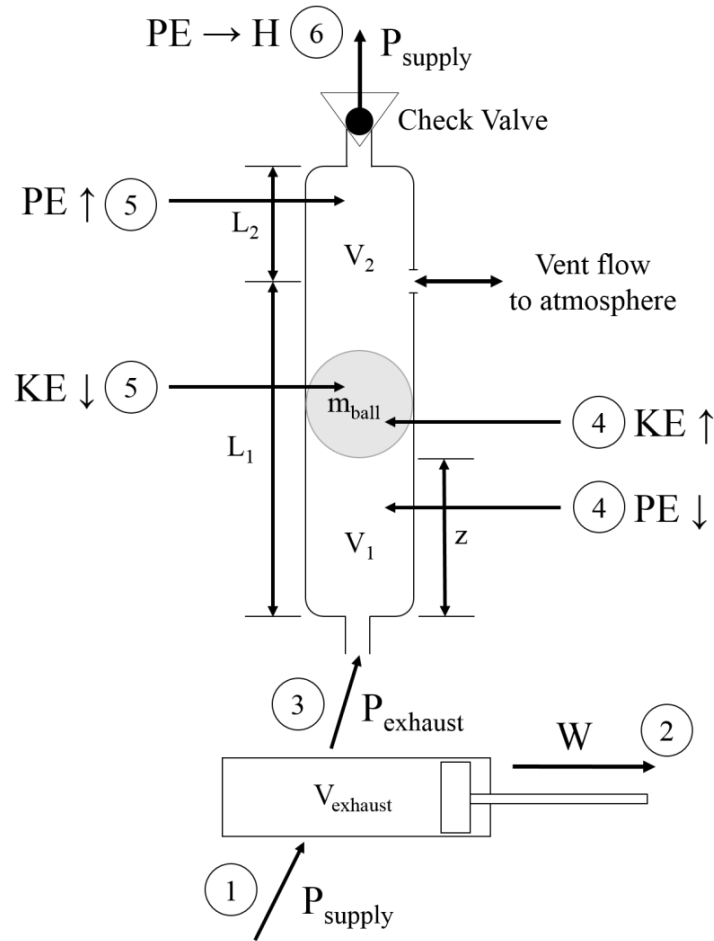 PE → H 6
P_supply
Check Valve
PE ↑ 5
L_2
V_2
Vent flow
to atmosphere
KE ↓ 5
m_ball
4 KE ↑
L_1
4 PE ↓
V_1
z
3
P_exhaust
W
2
V_exhaust
1
P_supply